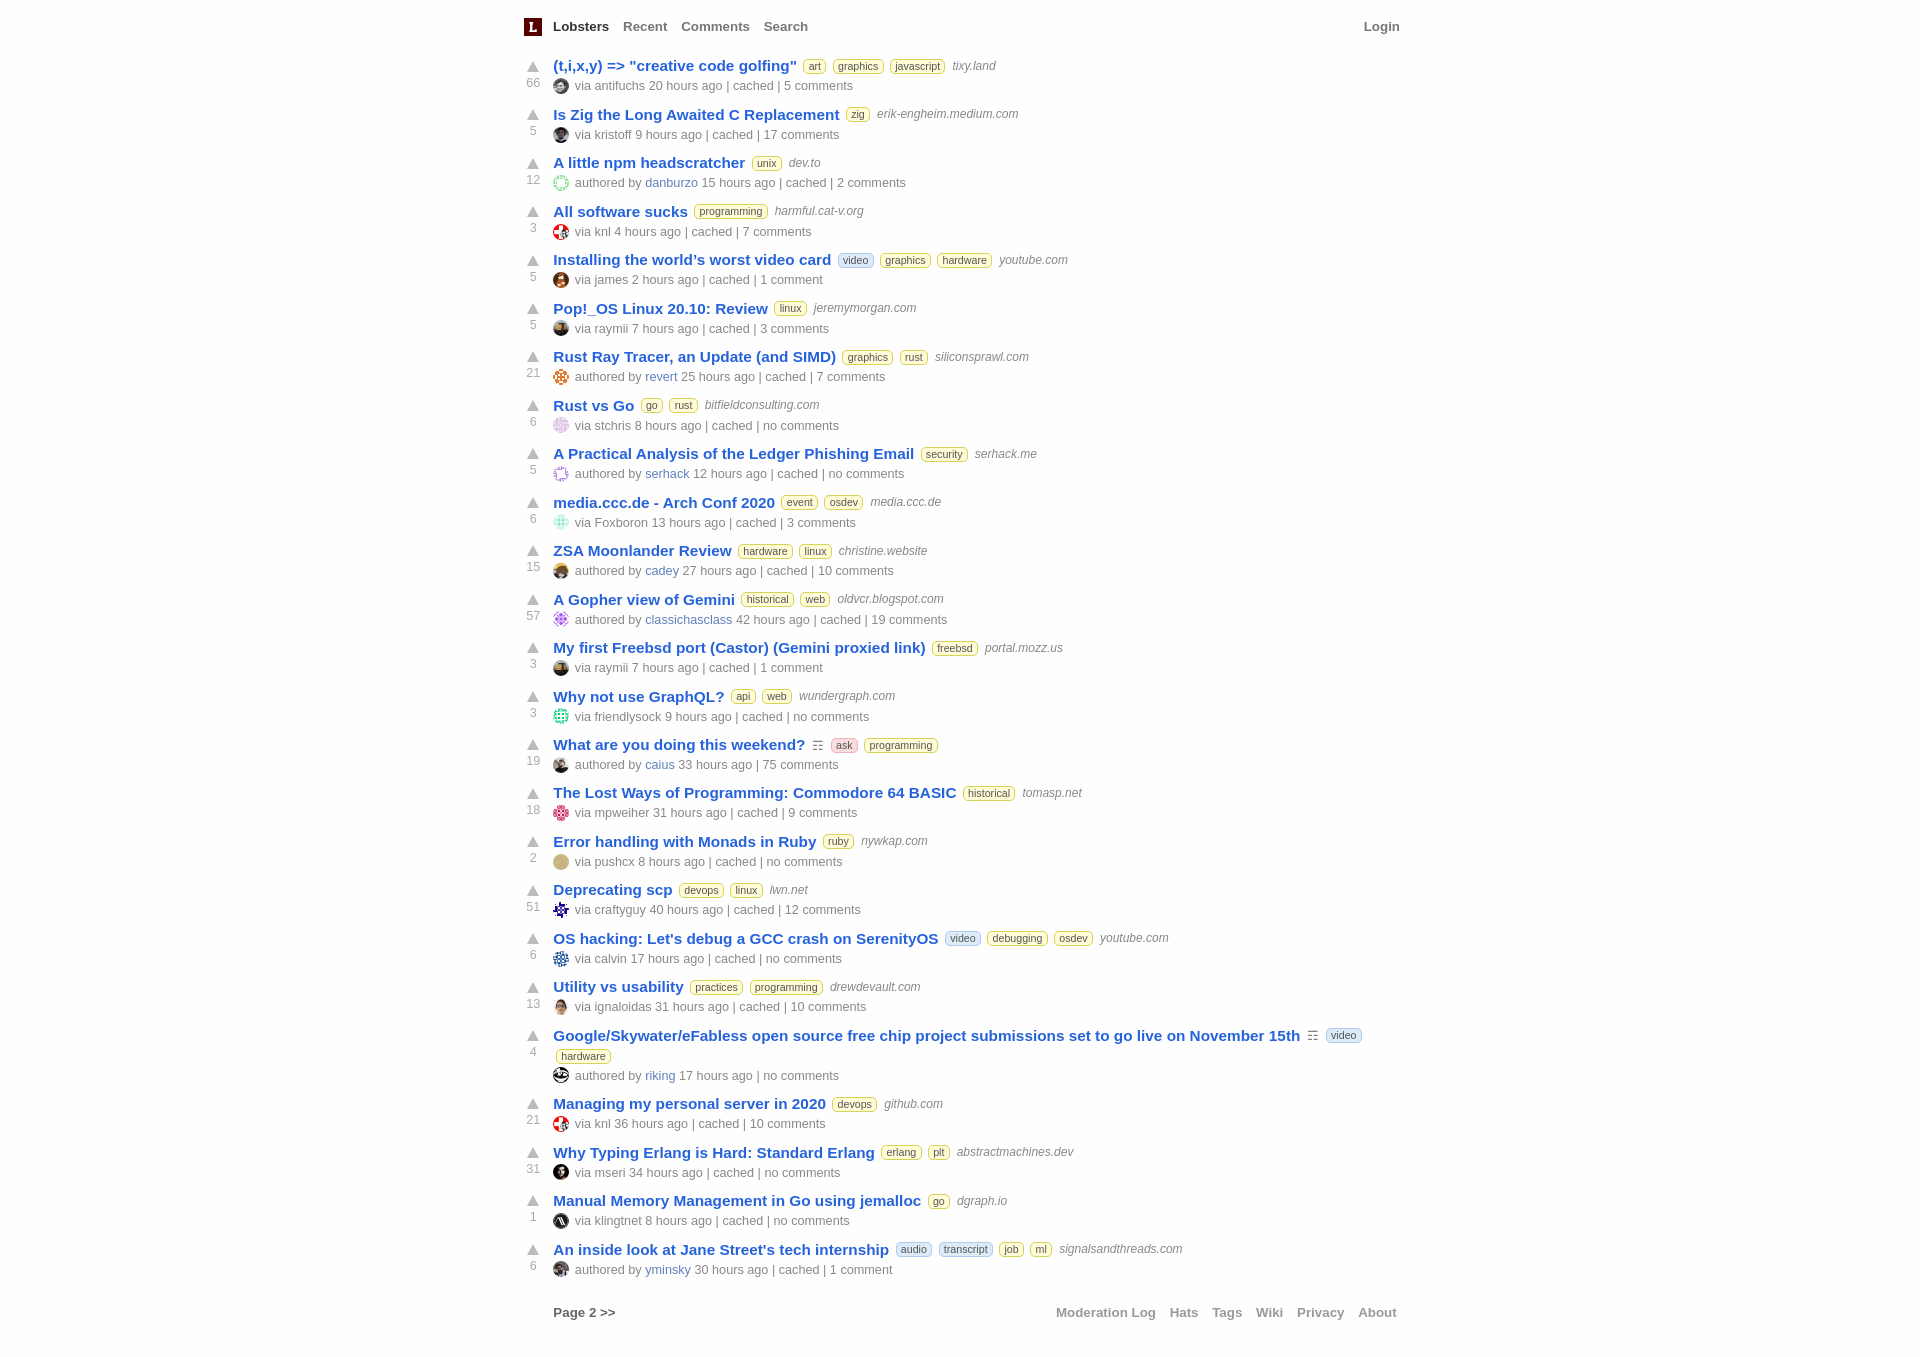 L Lobsters Recent Comments Search Login
(t,i,x,y) => "creative code golfing" art graphics javascript tixy.land
66
via antifuchs 20 hours ago | cached | 5 comments
Is Zig the Long Awaited C Replacement zig erik-engheim.medium.com
5
via kristoff 9 hours ago | cached | 17 comments
A little npm headscratcher unix dev.to
12
authored by danburzo 15 hours ago | cached | 2 comments
All software sucks programming harmful.cat-v.org
3
via knl 4 hours ago | cached | 7 comments
Installing the world’s worst video card video graphics hardware youtube.com
5
via james 2 hours ago | cached | 1 comment
Pop!_OS Linux 20.10: Review linux jeremymorgan.com
5
via raymii 7 hours ago | cached | 3 comments
Rust Ray Tracer, an Update (and SIMD) graphics rust siliconsprawl.com
21
authored by revert 25 hours ago | cached | 7 comments
Rust vs Go go rust bitfieldconsulting.com
6
via stchris 8 hours ago | cached | no comments
A Practical Analysis of the Ledger Phishing Email security serhack.me
5
authored by serhack 12 hours ago | cached | no comments
media.ccc.de - Arch Conf 2020 event osdev media.ccc.de
6
via Foxboron 13 hours ago | cached | 3 comments
ZSA Moonlander Review hardware linux christine.website
15
authored by cadey 27 hours ago | cached | 10 comments
A Gopher view of Gemini historical web oldvcr.blogspot.com
57
authored by classichasclass 42 hours ago | cached | 19 comments
My first Freebsd port (Castor) (Gemini proxied link) freebsd portal.mozz.us
3
via raymii 7 hours ago | cached | 1 comment
Why not use GraphQL? api web wundergraph.com
3
via friendlysock 9 hours ago | cached | no comments
What are you doing this weekend? ☶ ask programming
19
authored by caius 33 hours ago | 75 comments
The Lost Ways of Programming: Commodore 64 BASIC historical tomasp.net
18
via mpweiher 31 hours ago | cached | 9 comments
Error handling with Monads in Ruby ruby nywkap.com
2
via pushcx 8 hours ago | cached | no comments
Deprecating scp devops linux lwn.net
51
via craftyguy 40 hours ago | cached | 12 comments
OS hacking: Let's debug a GCC crash on SerenityOS video debugging osdev youtube.com
6
via calvin 17 hours ago | cached | no comments
Utility vs usability practices programming drewdevault.com
13
via ignaloidas 31 hours ago | cached | 10 comments
Google/Skywater/eFabless open source free chip project submissions set to go live on November 15th ☶ video
4
hardware
authored by riking 17 hours ago | no comments
Managing my personal server in 2020 devops github.com
21
via knl 36 hours ago | cached | 10 comments
Why Typing Erlang is Hard: Standard Erlang erlang plt abstractmachines.dev
31
via mseri 34 hours ago | cached | no comments
Manual Memory Management in Go using jemalloc go dgraph.io
1
via klingtnet 8 hours ago | cached | no comments
An inside look at Jane Street's tech internship audio transcript job ml signalsandthreads.com
6
authored by yminsky 30 hours ago | cached | 1 comment
Page 2 >> Moderation Log Hats Tags Wiki Privacy About